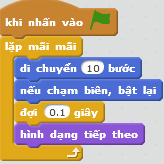 khi nhấn vào
lặp mãi mãi
di chuyển 10 bước
nếu chạm biên, bật lại
đợi 0.1 giây
hình dạng tiếp theo